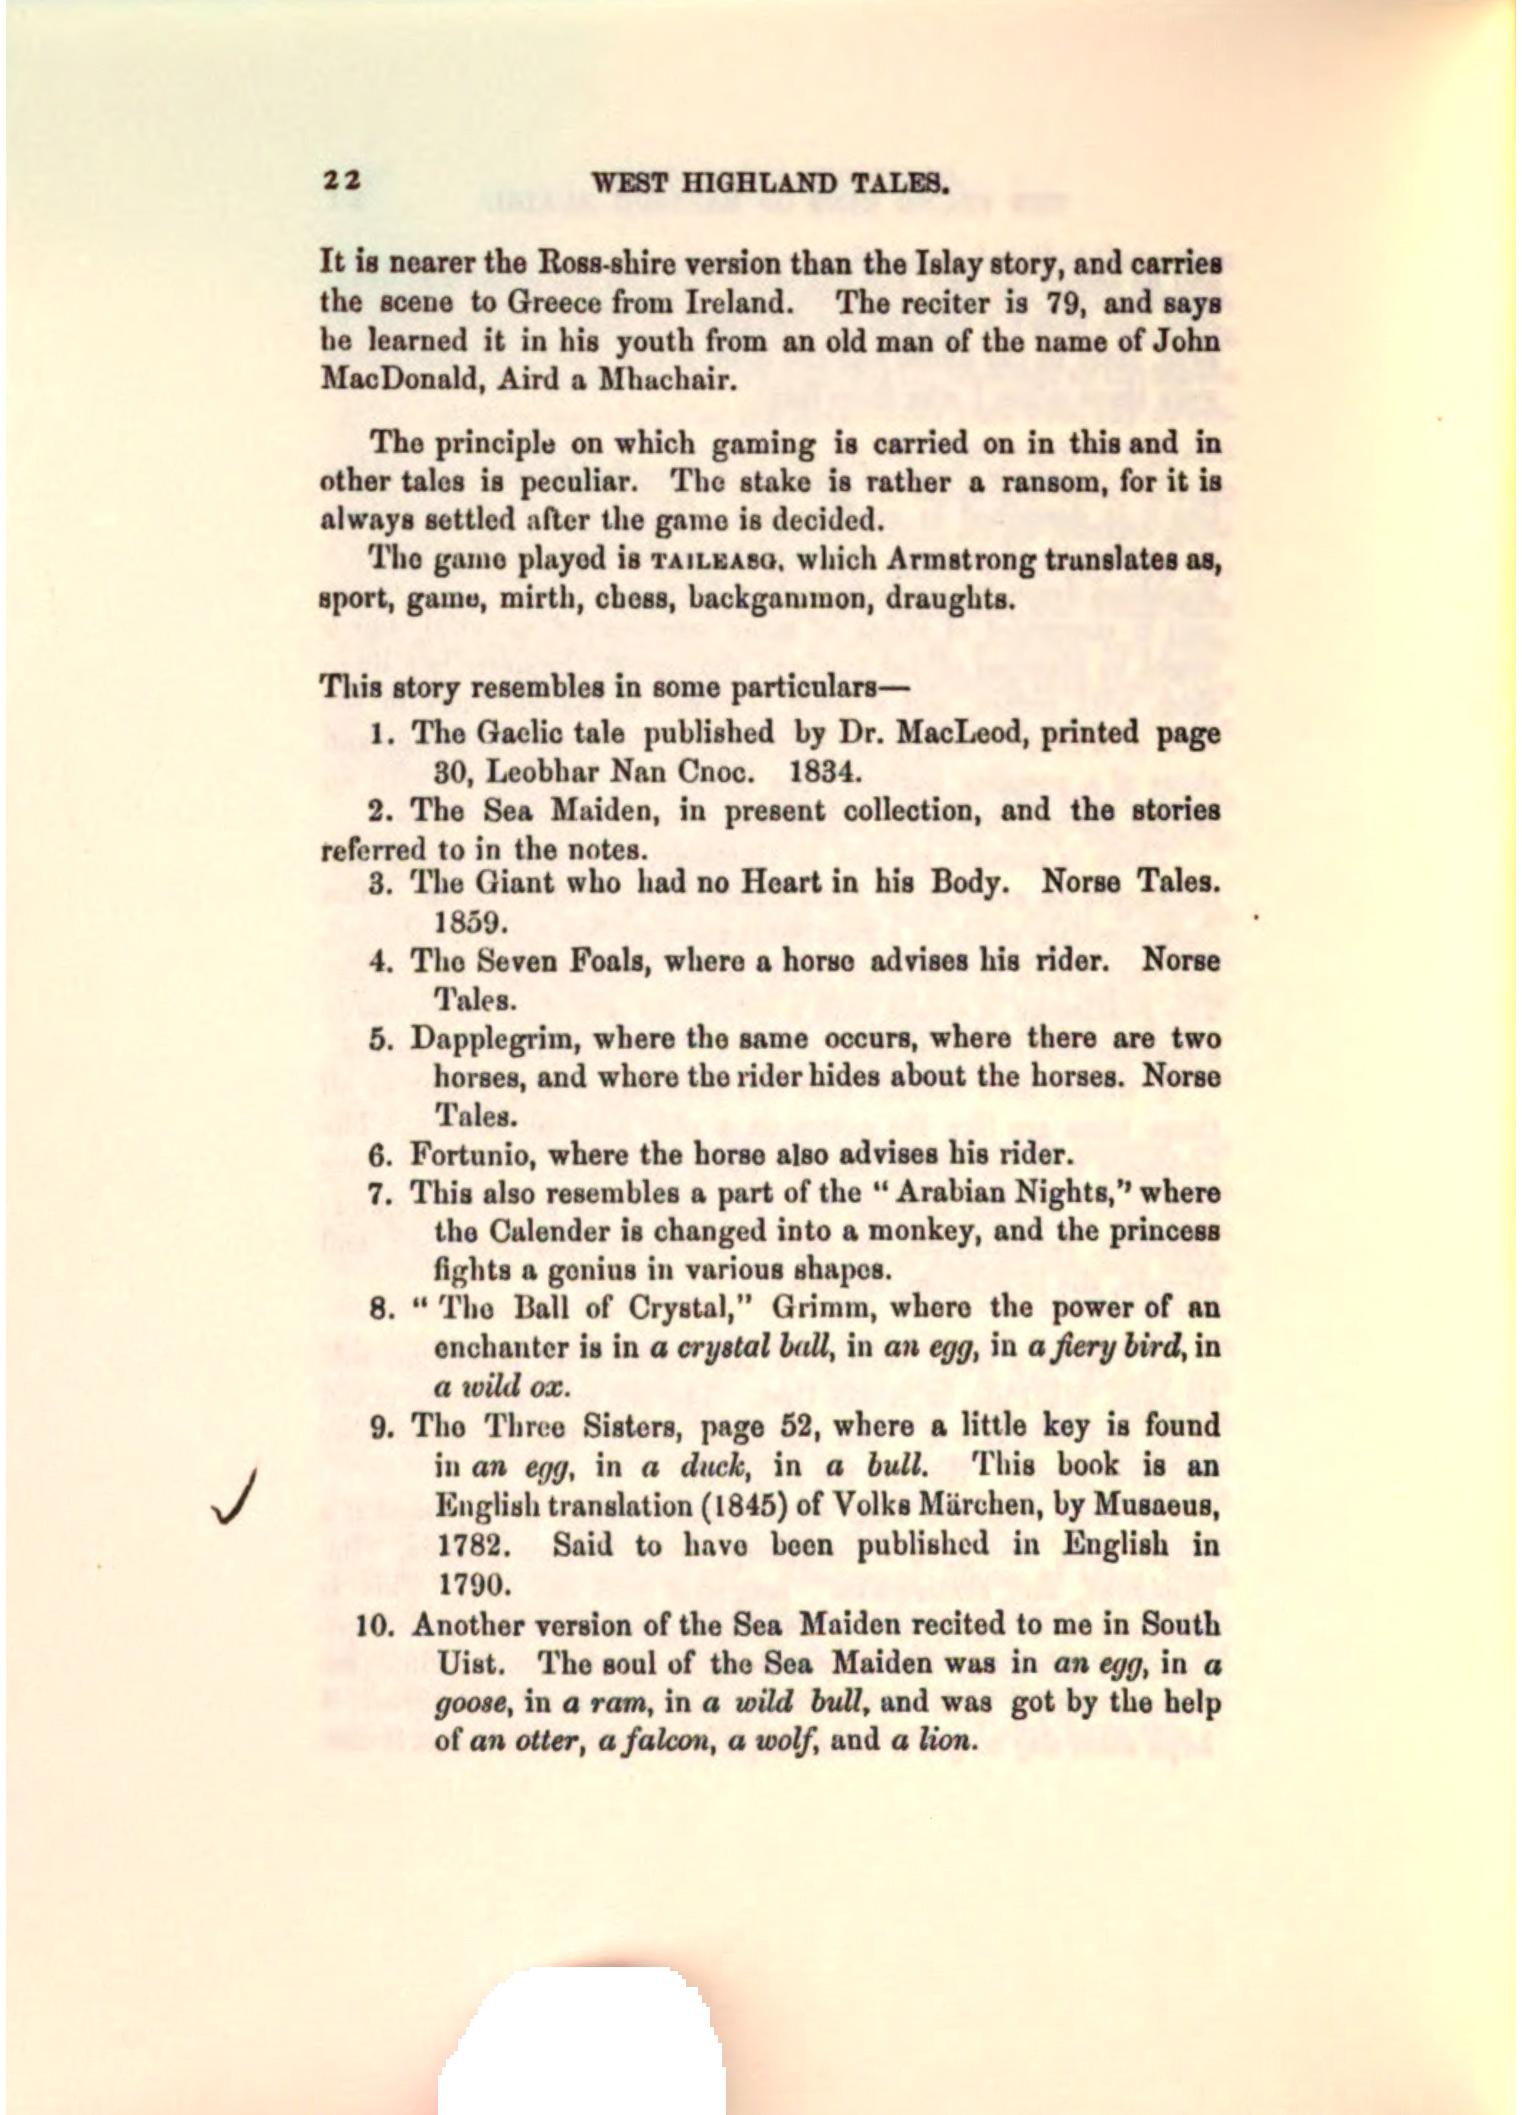 22 WEST HIGHLAND TALES.
It is nearer the Ross-shire version than the Islay story, and carries
the scene to Greece from Ireland. The reciter is 79, and says
he learned it in his youth from an old man of the name of John
MacDonald, Aird a Mhachair.
The principle on which gaming is carried on in this and in
other tales is peculiar. The stake is rather a ransom, for it is
always settled after the game is decided.
The game played is TAILEASG, which Armstrong translates as,
sport, game, mirth, chess, backgammon, draughts.
This story resembles in some particulars—
1. The Gaelic tale published by Dr. MacLeod, printed page
30, Leobhar Nan Cnoc. 1834.
2. The Sea Maiden, in present collection, and the stories
referred to in the notes.
3. The Giant who had no Heart in his Body. Norse Tales.
1859.
4. The Seven Foals, where a horse advises his rider. Norse
Tales.
5. Dapplegrim, where the same occurs, where there are two
horses, and where the rider hides about the horses. Norse
Tales.
6. Fortunio, where the horse also advises his rider.
7. This also resembles a part of the “ Arabian Nights,” where
the Calender is changed into a monkey, and the princess
fights a genius in various shapes.
8. “ The Ball of Crystal,” Grimm, where the power of an
enchanter is in a crystal ball, in an egg, in a fiery bird, in
a wild ox.
9. The Three Sisters, page 52, where a little key is found
in an egg, in a duck, in a bull. This book is an
English translation (1845) of Volks Märchen, by Musaeus,
1782. Said to have been published in English in
1790.
10. Another version of the Sea Maiden recited to me in South
Uist. The soul of the Sea Maiden was in an egg, in a
goose, in a ram, in a wild bull, and was got by the help
of an otter, a falcon, a wolf, and a lion.